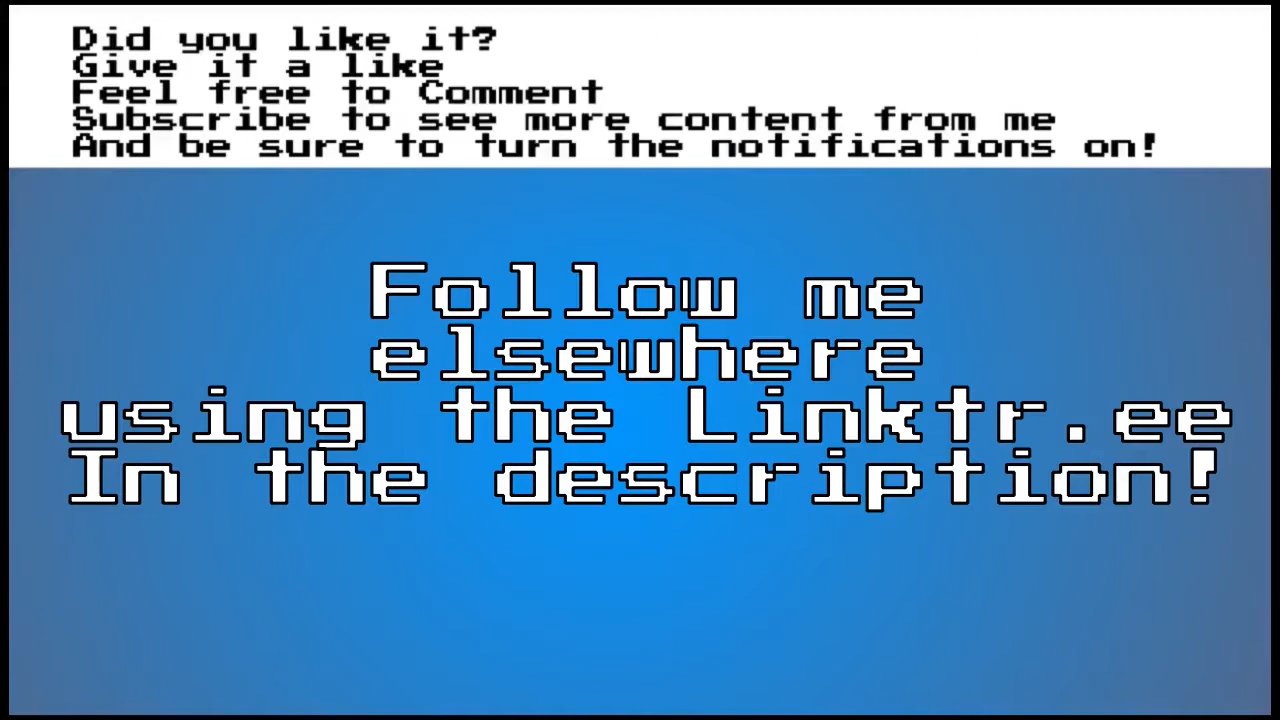 Did you like it?
Give it a like
Feel free to Comment
Subscribe to see more content from me
And be sure to turn the notifications on!
Follow me
elsewhere
using the Linktr.ee
In the description!